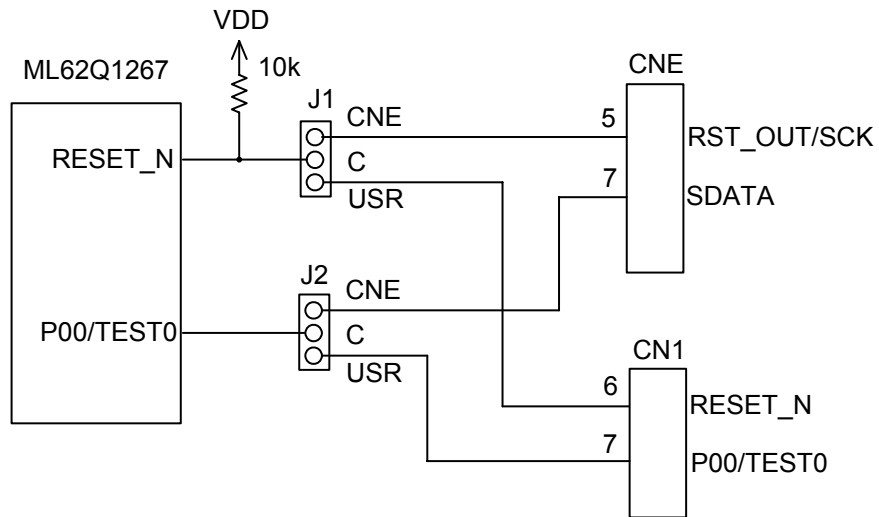 VDD
ML62Q1267
10k
CNE
J1
CNE
5
RST_OUT/SCK
RESET_N
C
7
USR
SDATA
J2
CNE
P00/TEST0
C
CN1
USR
6
RESET_N
7
P00/TEST0